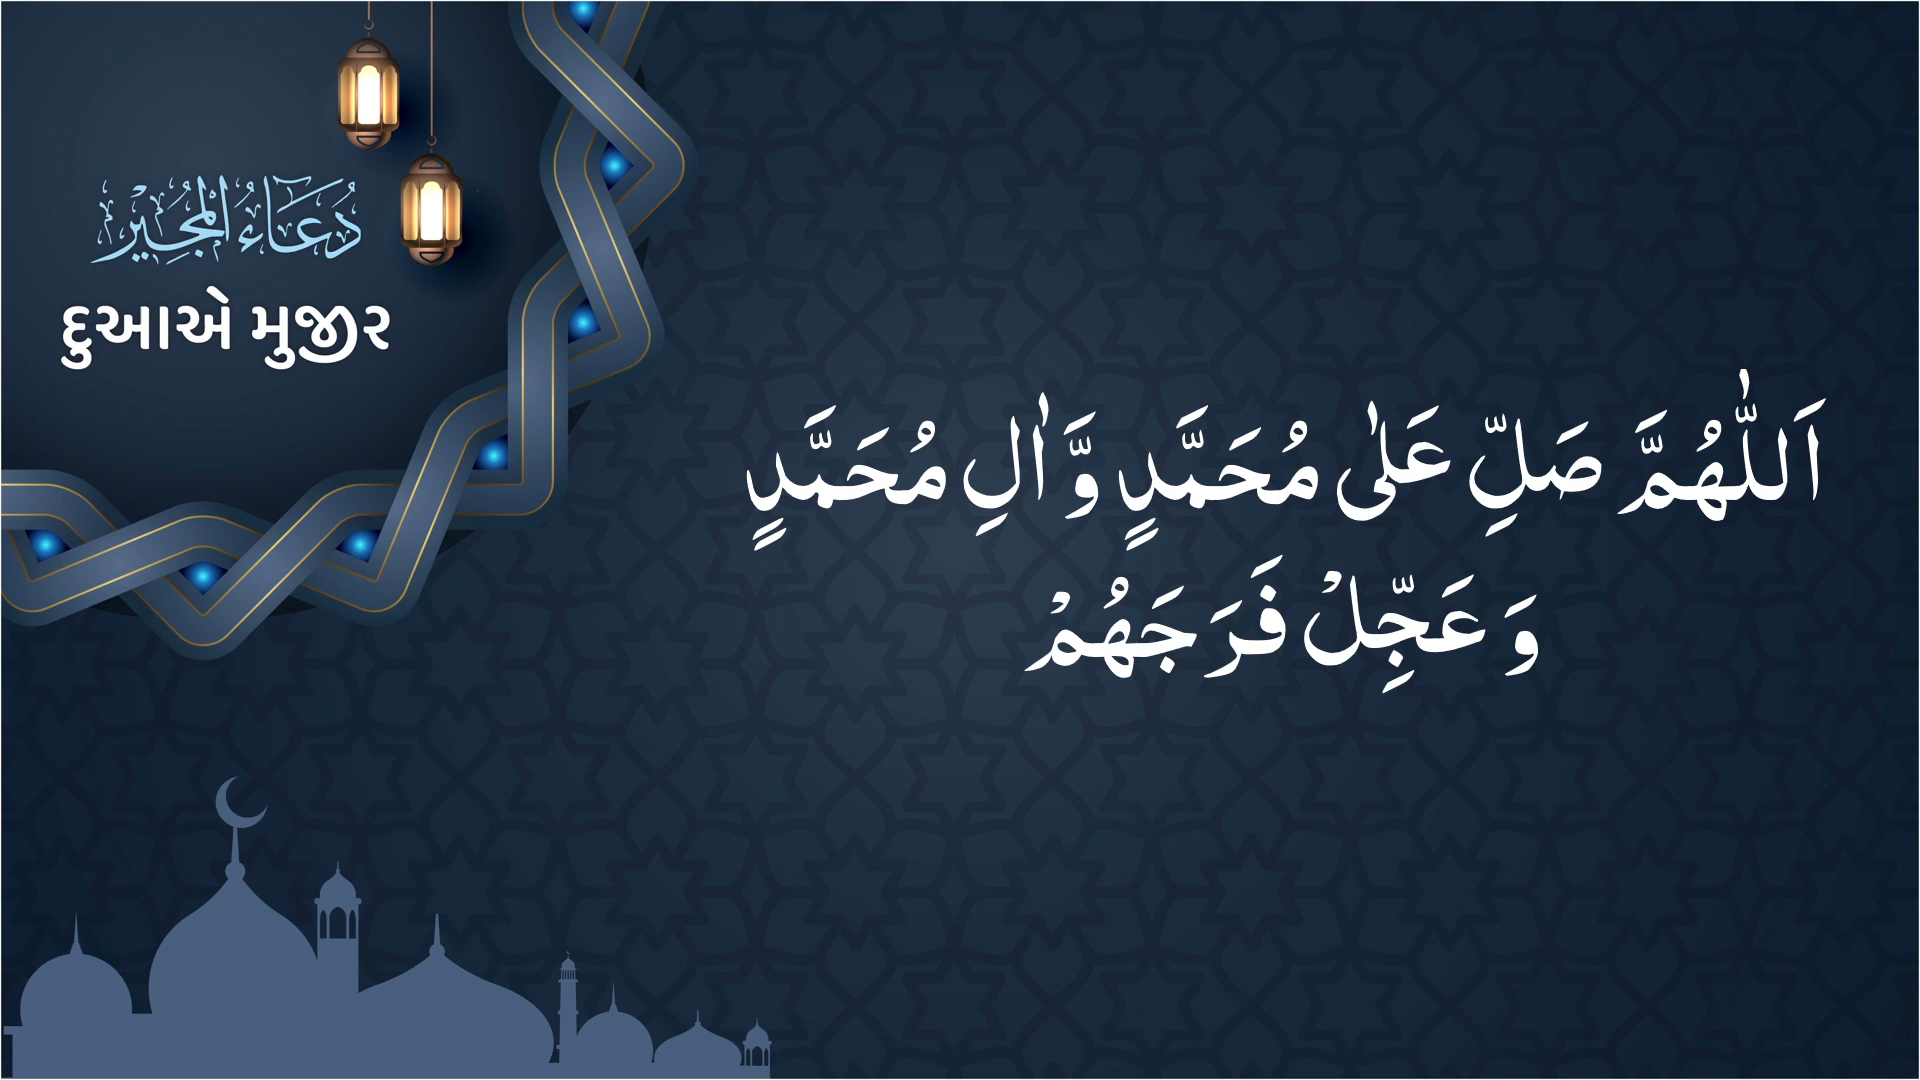 دُعَاءُ الْمُجِيْر
દુઆએ મુજીર
اَللّٰهُمَّ صَلِّ عَلٰى مُحَمَّدٍ وَّاٰلِ مُحَمَّدٍ
وَعَجِّلْ فَرَجَهُمْ